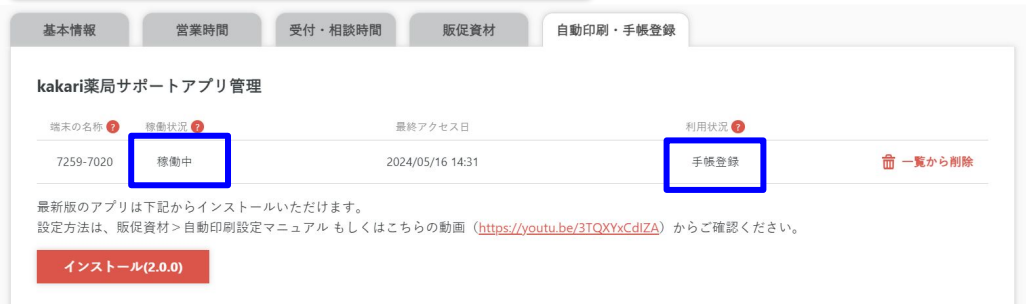 基本情報 営業時間 受付・相談時間 販促資材 自動印刷・手帳登録
kakari薬局サポートアプリ管理
端末の名称 ? 稼働状況 ? 最終アクセス日 利用状況 ?
7259-7020 稼働中 2024/05/16 14:31 手帳登録 一覧から削除
最新版のアプリは下記からインストールいただけます。
設定方法は、販促資材＞自動印刷設定マニュアル もしくはこちらの動画（https://youtu.be/3TQXYxCdIZA）からご確認ください。
インストール(2.0.0)